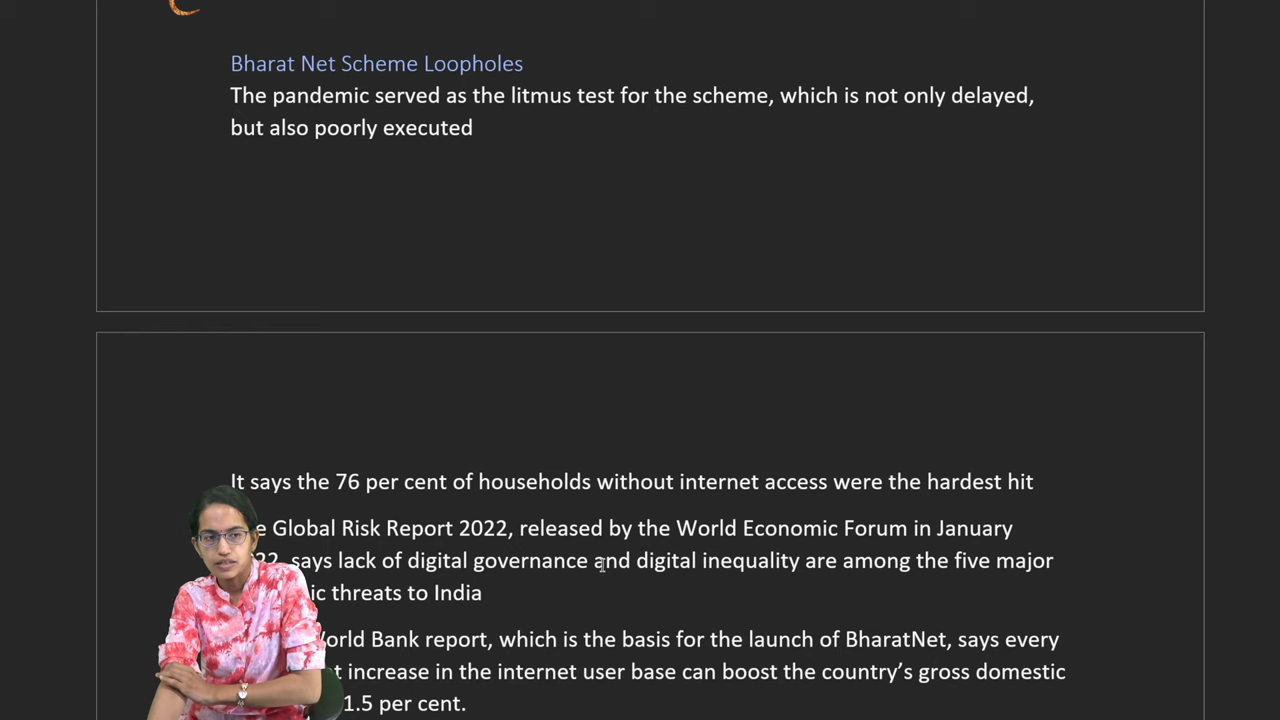 Bharat Net Scheme Loopholes
The pandemic served as the litmus test for the scheme, which is not only delayed,
but also poorly executed
It says the 76 per cent of households without internet access were the hardest hit
Global Risk Report 2022, released by the World Economic Forum in January
says lack of digital governance and digital inequality are among the five major
threats to India
World Bank report, which is the basis for the launch of BharatNet, says every
increase in the internet user base can boost the country's gross domestic
1.5 per cent.